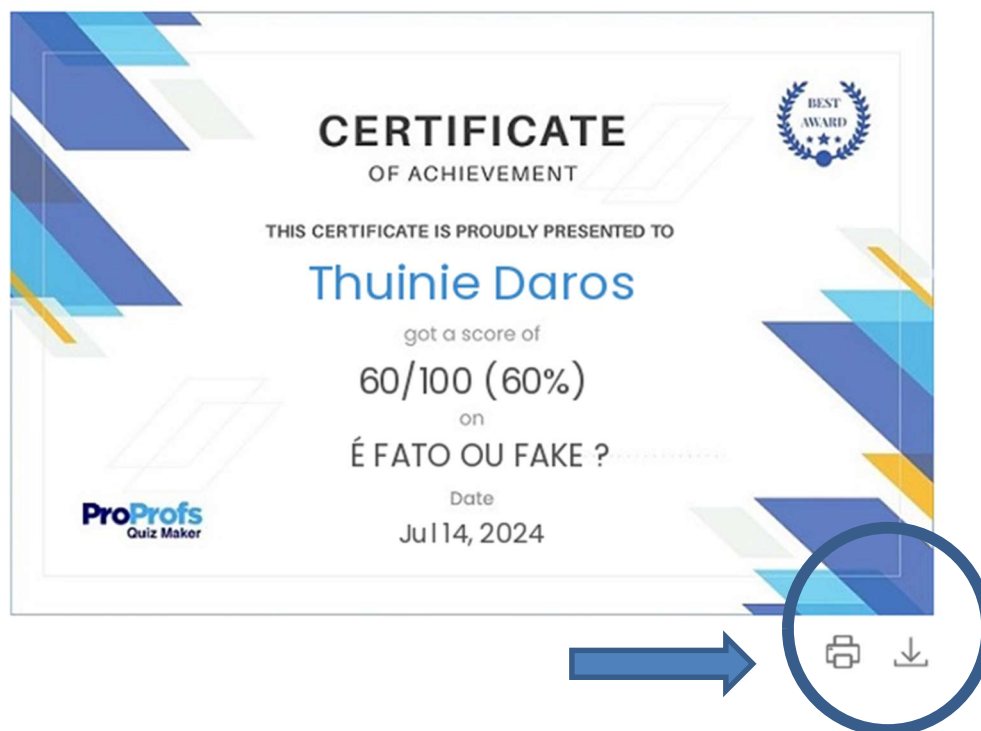 BEST
AWARD
CERTIFICATE
OF ACHIEVEMENT
THIS CERTIFICATE IS PROUDLY PRESENTED TO
Thuinie Daros
got a score of
60/100 (60%)
on
É FATO OU FAKE ?
Date
Jul 14, 2024
ProProfs
Quiz Maker